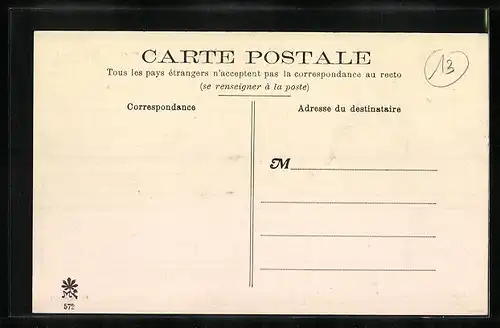 CARTE POSTALE
Tous les pays étrangers n'acceptent pas la correspondance au recto
(se renseigner à la poste)
13
Correspondance
Adresse du destinataire
M
572